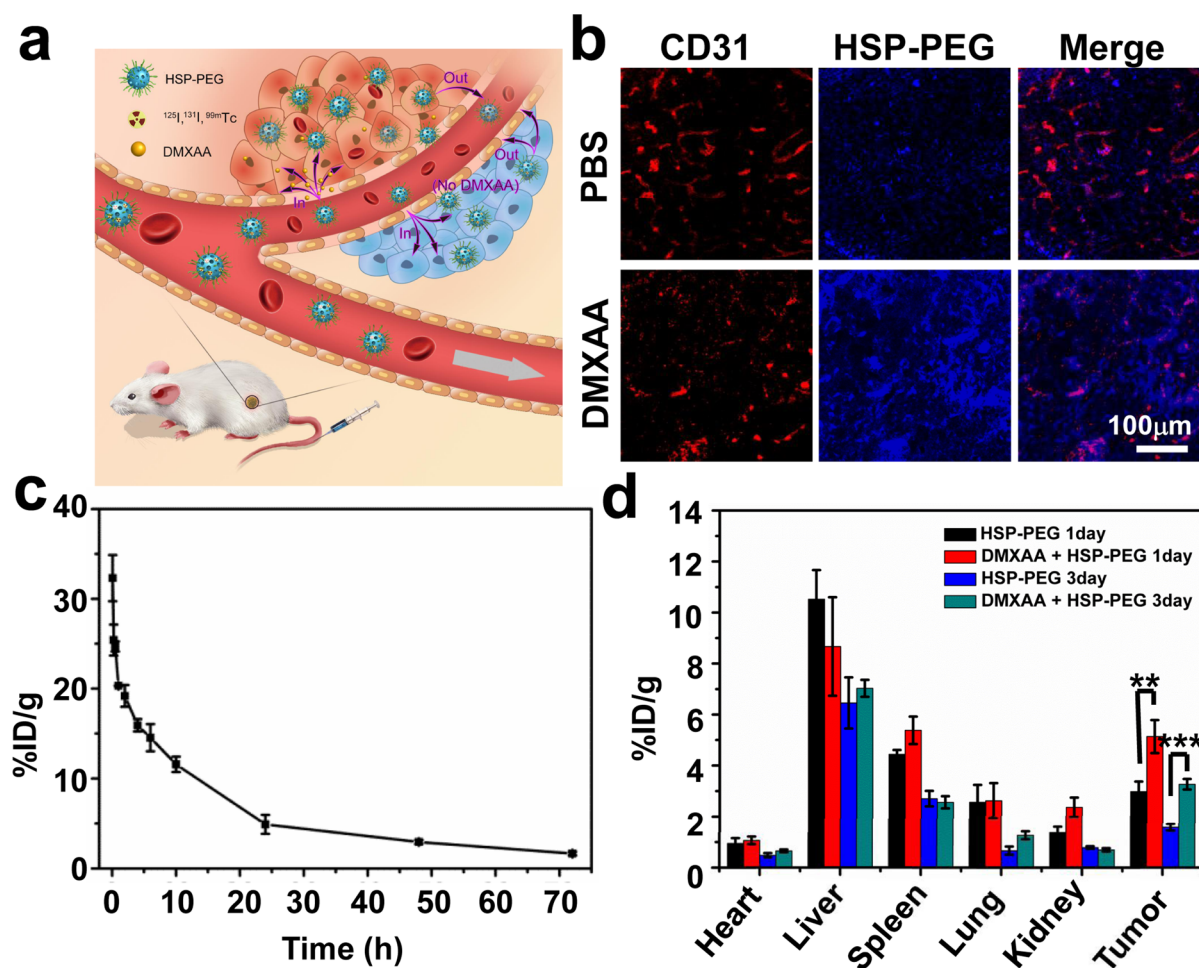 a
HSP-PEG
¹²⁵I,¹³¹I,⁹⁹ᵐTc
DMXAA
Out
In
Out
(No DMXAA)
In
b
CD31 HSP-PEG Merge
PBS
DMXAA
100μm
c
%ID/g
40
30
20
10
0
0 10 20 30 40 50 60 70
Time (h)
d
%ID/g
14
12
10
8
6
4
2
0
HSP-PEG 1day
DMXAA + HSP-PEG 1day
HSP-PEG 3day
DMXAA + HSP-PEG 3day
**
***
Heart Liver Spleen Lung Kidney Tumor